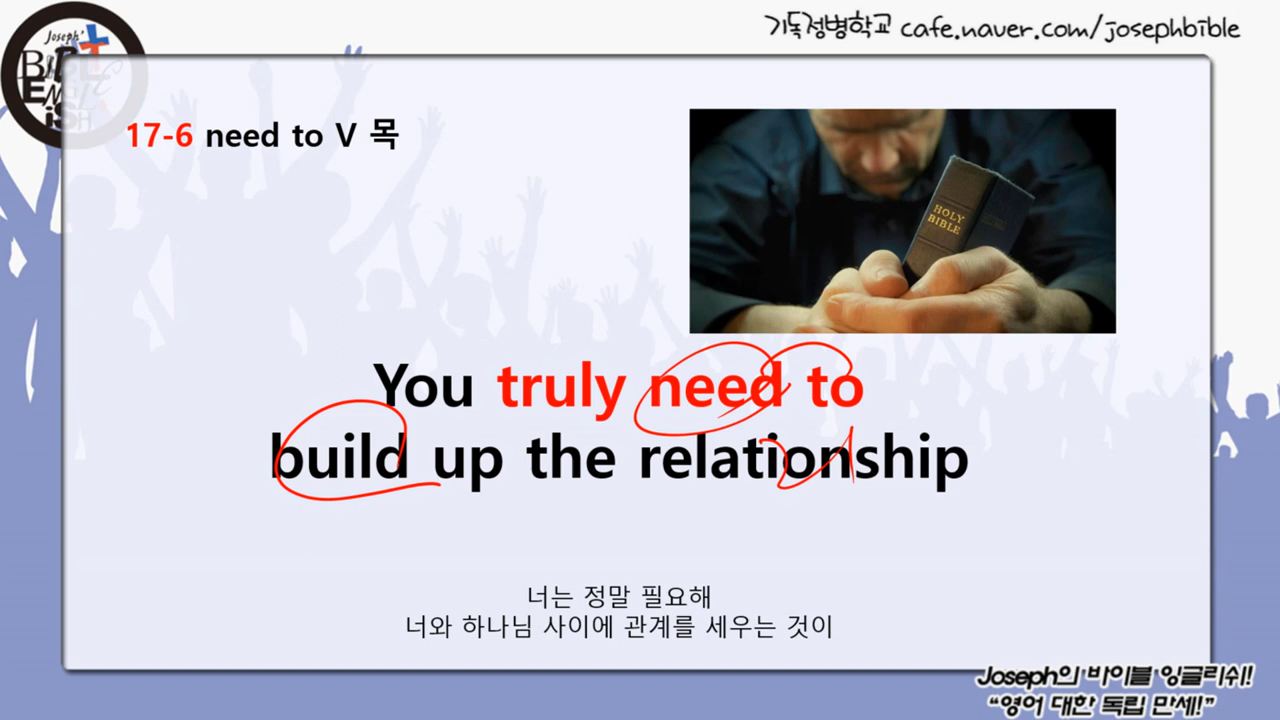 Joseph'
BIBLE
ENGLISH
기독정병학교 cafe.naver.com/josephbible
17-6 need to V 목
HOLY
BIBLE
You truly need to
build up the relationship
너는 정말 필요해
너와 하나님 사이에 관계를 세우는 것이
Joseph의 바이블 잉글리쉬!
“영어 대한 독립 만세!”